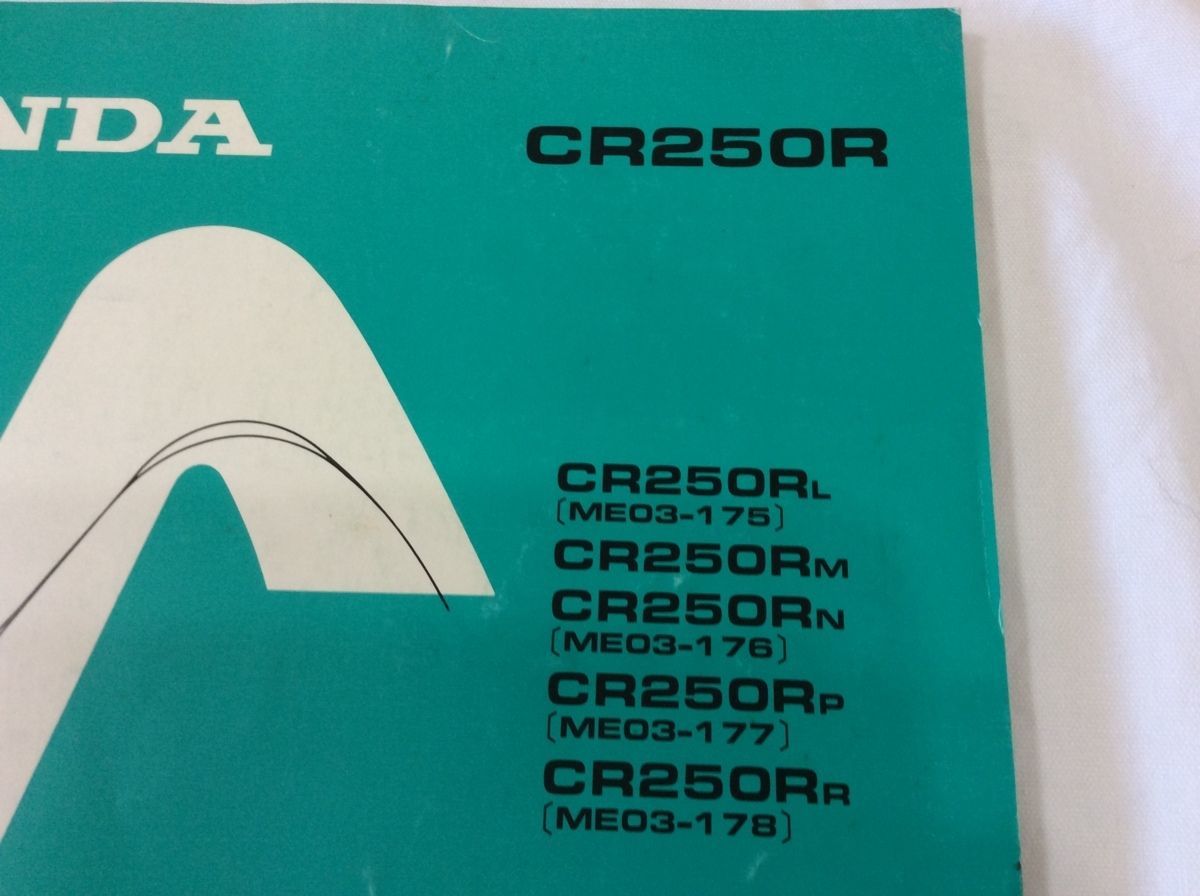 NDA
CR250R
CR250RL
〔ME03-175〕
CR250RM
CR250RN
〔ME03-176〕
CR250RP
〔ME03-177〕
CR250RR
〔ME03-178〕